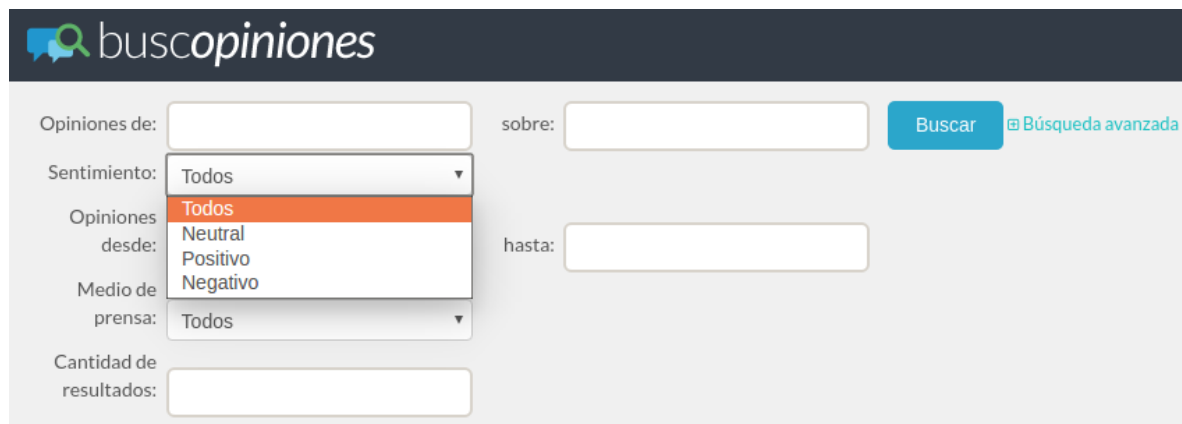 buscopiniones
Opiniones de: sobre: Buscar Búsqueda avanzada
Sentimiento: Todos
Todos
Neutral
Positivo
Negativo
Opiniones
desde: hasta:
Medio de
prensa: Todos
Cantidad de
resultados: